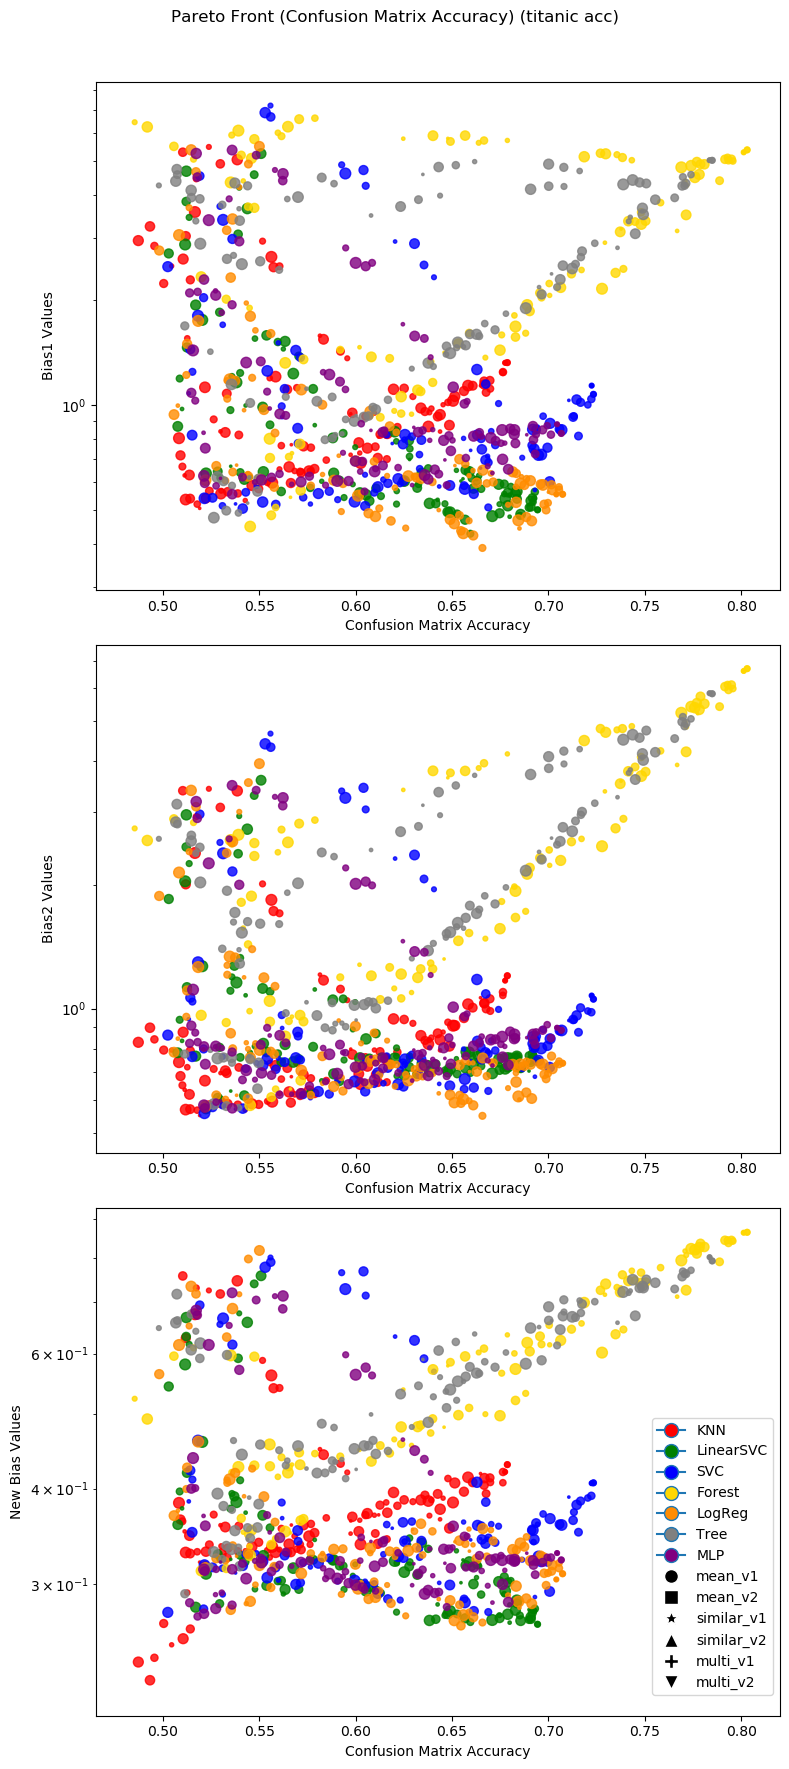 Pareto Front (Confusion Matrix Accuracy) (titanic acc)
Bias1 Values
10⁰
0.50 0.55 0.60 0.65 0.70 0.75 0.80
Confusion Matrix Accuracy
Bias2 Values
10⁰
0.50 0.55 0.60 0.65 0.70 0.75 0.80
Confusion Matrix Accuracy
New Bias Values
6 × 10⁻¹
4 × 10⁻¹
3 × 10⁻¹
KNN
LinearSVC
SVC
Forest
LogReg
Tree
MLP
mean_v1
mean_v2
similar_v1
similar_v2
multi_v1
multi_v2
0.50 0.55 0.60 0.65 0.70 0.75 0.80
Confusion Matrix Accuracy